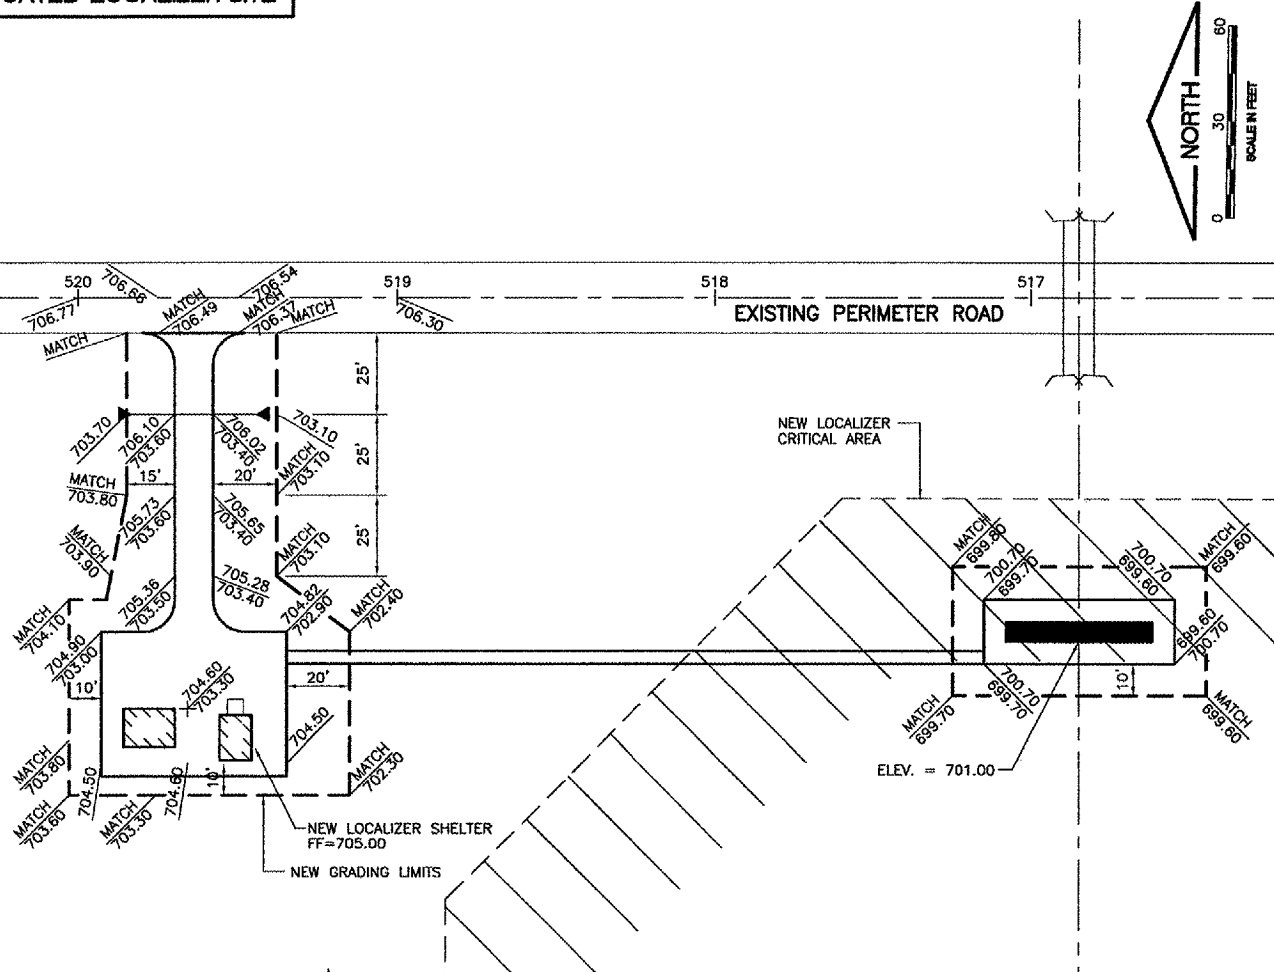 60
NORTH
30
SCALE IN FEET
0
520
706.66
706.54
519
518
517
MATCH
706.49
MATCH
706.37
MATCH
706.77
706.30
EXISTING PERIMETER ROAD
MATCH
25'
703.70
706.10
703.60
706.02
703.40
703.10
NEW LOCALIZER
CRITICAL AREA
25'
MATCH
703.10
15'
20'
MATCH
703.80
705.73
703.60
705.65
703.40
25'
MATCH
703.90
MATCH
703.10
MATCH
699.80
700.70
699.70
700.70
699.60
MATCH
699.60
705.36
703.50
705.28
703.40
704.82
702.90
MATCH
702.40
MATCH
704.10
704.90
703.00
699.60
700.70
10'
704.60
703.30
20'
700.70
699.70
10'
704.50
MATCH
699.70
MATCH
699.60
MATCH
703.80
704.50
704.60
10'
MATCH
702.30
ELEV. = 701.00
MATCH
703.60
MATCH
703.30
NEW LOCALIZER SHELTER
FF=705.00
NEW GRADING LIMITS